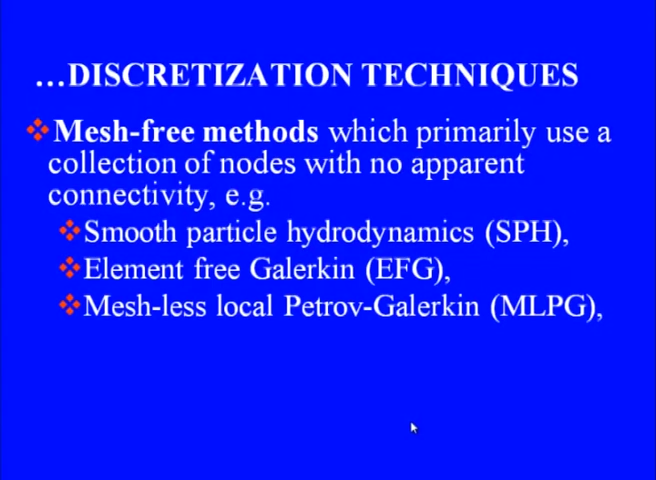 ...DISCRETIZATION TECHNIQUES
Mesh-free methods which primarily use a
collection of nodes with no apparent
connectivity, e.g.
Smooth particle hydrodynamics (SPH),
Element free Galerkin (EFG),
Mesh-less local Petrov-Galerkin (MLPG),